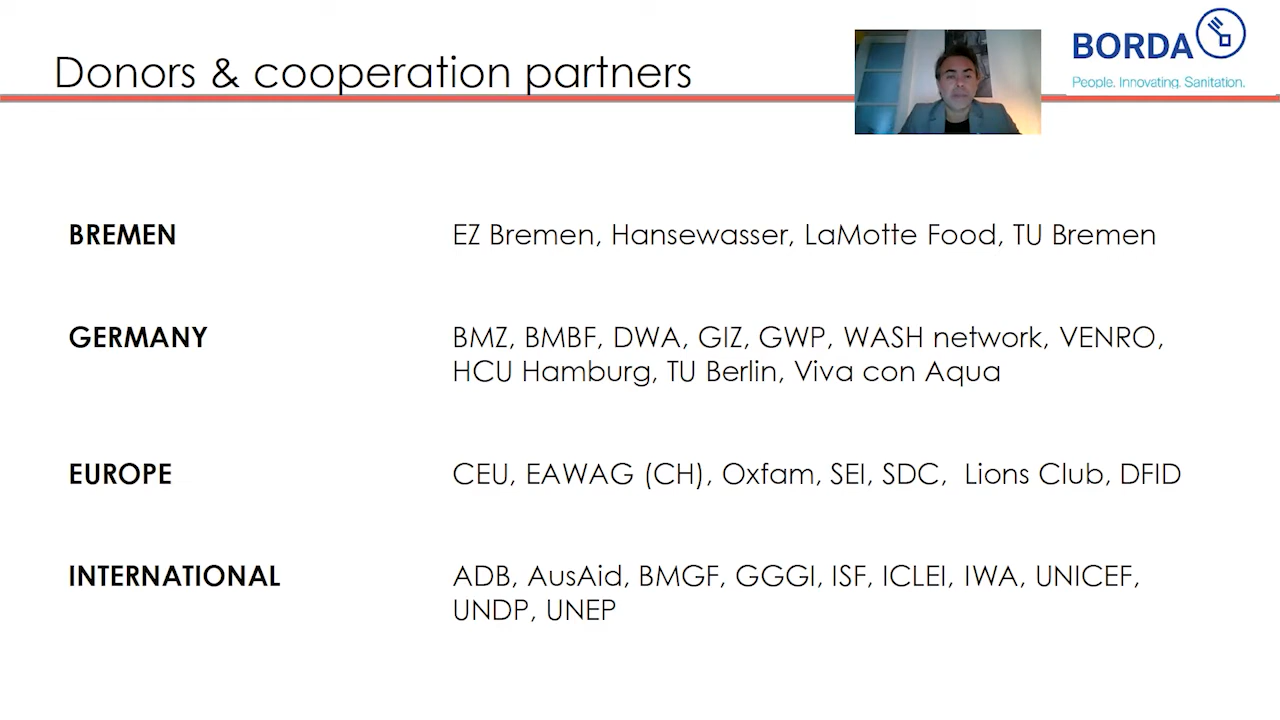 Donors & cooperation partners
BORDA
People. Innovating. Sanitation.
BREMEN
EZ Bremen, Hansewasser, LaMotte Food, TU Bremen
GERMANY
BMZ, BMBF, DWA, GIZ, GWP, WASH network, VENRO,
HCU Hamburg, TU Berlin, Viva con Aqua
EUROPE
CEU, EAWAG (CH), Oxfam, SEI, SDC, Lions Club, DFID
INTERNATIONAL
ADB, AusAid, BMGF, GGGI, ISF, ICLEI, IWA, UNICEF,
UNDP, UNEP